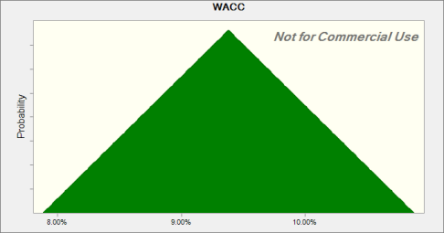 WACC
Not for Commercial Use
Probability
8.00%
9.00%
10.00%